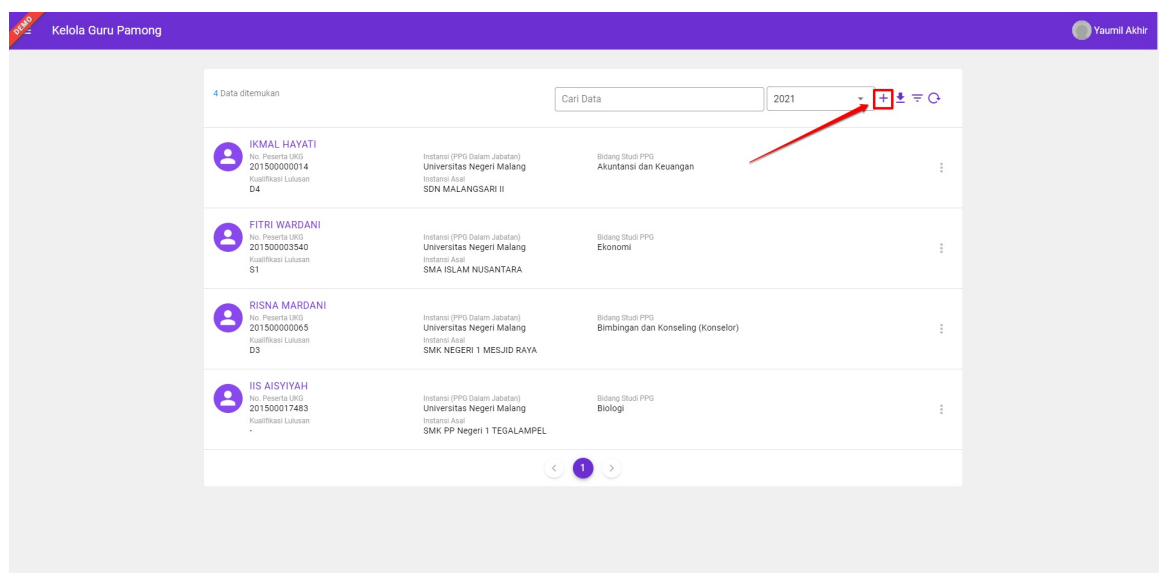 DEMO
Kelola Guru Pamong
Yaumil Akhir
4 Data ditemukan
Cari Data
2021
IKMAL HAYATI
No. Peserta UKG
201500000014
Kualifikasi Lulusan
D4
Instansi (PPG Dalam Jabatan)
Universitas Negeri Malang
Instansi Asal
SDN MALANGSARI II
Bidang Studi PPG
Akuntansi dan Keuangan
FITRI WARDANI
No. Peserta UKG
201500003540
Kualifikasi Lulusan
S1
Instansi (PPG Dalam Jabatan)
Universitas Negeri Malang
Instansi Asal
SMA ISLAM NUSANTARA
Bidang Studi PPG
Ekonomi
RISNA MARDANI
No. Peserta UKG
201500000065
Kualifikasi Lulusan
D3
Instansi (PPG Dalam Jabatan)
Universitas Negeri Malang
Instansi Asal
SMK NEGERI 1 MESJID RAYA
Bidang Studi PPG
Bimbingan dan Konseling (Konselor)
IIS AISYIYAH
No. Peserta UKG
201500017483
Kualifikasi Lulusan
-
Instansi (PPG Dalam Jabatan)
Universitas Negeri Malang
Instansi Asal
SMK PP Negeri 1 TEGALAMPEL
Bidang Studi PPG
Biologi
1